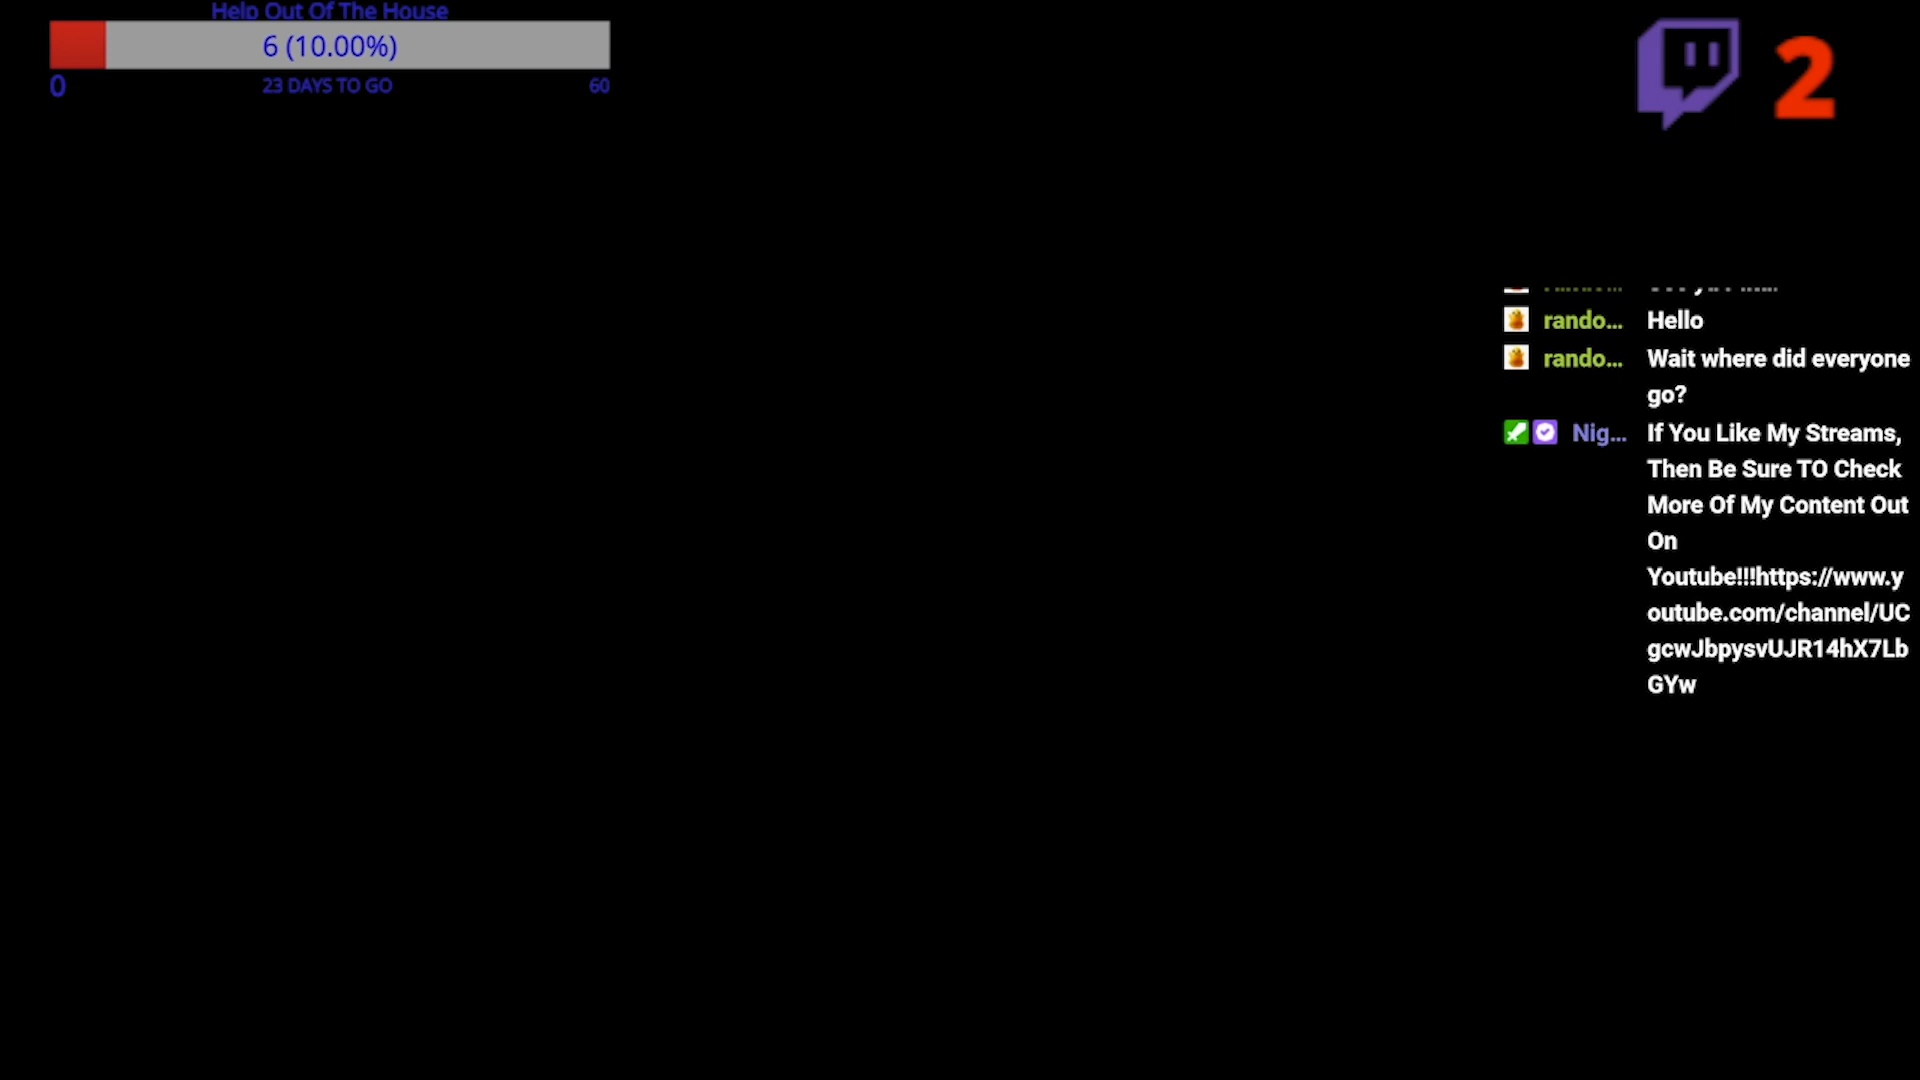 Help Out Of The House
6 (10.00%)
0
23 DAYS TO GO
60
2
rando... Hello
rando... Wait where did everyone
go?
Nig... If You Like My Streams,
Then Be Sure TO Check
More Of My Content Out
On
Youtube!!!https://www.y
outube.com/channel/UC
gcwJbpysvUJR14hX7Lb
GYw